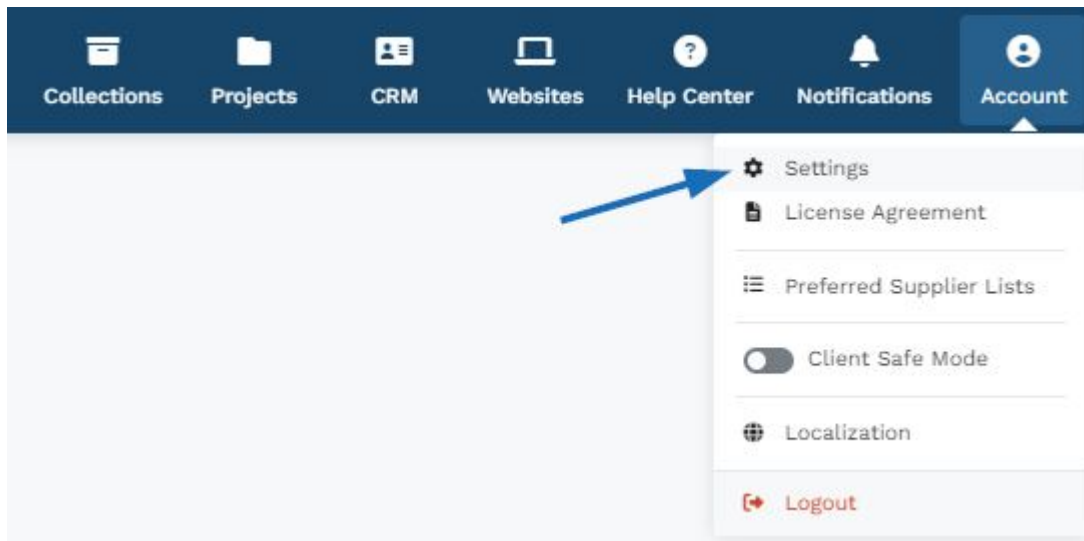 Collections Projects CRM Websites Help Center Notifications Account
Settings
License Agreement
Preferred Supplier Lists
Client Safe Mode
Localization
Logout